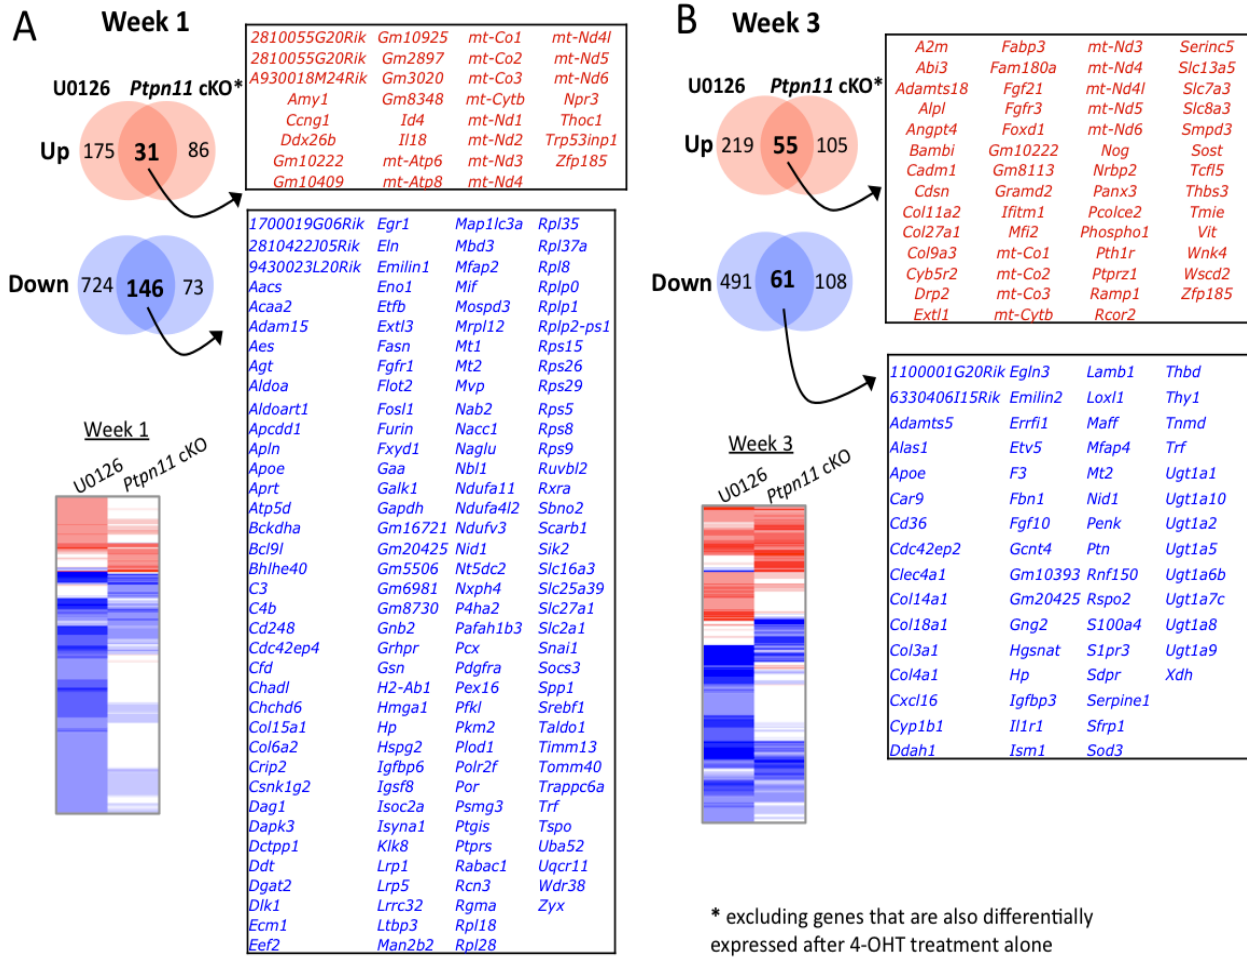 A
Week 1
U0126 Ptpn11 cKO*
Up 175 31 86
Down 724 146 73
2810055G20Rik Gm10925 mt-Co1 mt-Nd4l
2810055G20Rik Gm2897 mt-Co2 mt-Nd5
A930018M24Rik Gm3020 mt-Co3 mt-Nd6
Amy1 Gm8348 mt-Cytb Npr3
Ccng1 Id4 mt-Nd1 Thoc1
Ddx26b Il18 mt-Nd2 Trp53inp1
Gm10222 mt-Atp6 mt-Nd3 Zfp185
Gm10409 mt-Atp8 mt-Nd4
1700019G06Rik Egr1 Map1lc3a Rpl35
2810422J05Rik Eln Mbd3 Rpl37a
9430023L20Rik Emilin1 Mfap2 Rpl8
Aacs Eno1 Mif Rplp0
Acaa2 Etfb Mospd3 Rplp1
Adam15 Extl3 Mrpl12 Rplp2-ps1
Aes Fasn Mt1 Rps15
Agt Fgfr1 Mt2 Rps26
Aldoa Flot2 Mvp Rps29
Aldoart1 Fosl1 Nab2 Rps5
Apcdd1 Furin Nacc1 Rps8
Apln Fxyd1 Naglu Rps9
Apoe Gaa Nbl1 Ruvbl2
Aprt Galk1 Ndufa11 Rxra
Atp5d Gapdh Ndufa4l2 Sbno2
Bckdha Gm16721 Ndufv3 Scarb1
Bcl9l Gm20425 Nid1 Sik2
Bhlhe40 Gm5506 Nt5dc2 Slc16a3
C3 Gm6981 Nxph4 Slc25a39
C4b Gm8730 P4ha2 Slc27a1
Cd248 Gnb2 Pafah1b3 Slc2a1
Cdc42ep4 Grhpr Pcx Snai1
Cfd Gsn Pdgfra Socs3
Chadl H2-Ab1 Pex16 Spp1
Chchd6 Hmga1 Pfkl Srebf1
Col15a1 Hp Pkm2 Taldo1
Col6a2 Hspg2 Plod1 Timm13
Crip2 Igfbp6 Polr2f Tomm40
Csnk1g2 Igsf8 Por Trappc6a
Dag1 Isoc2a Psmg3 Trf
Dapk3 Isyna1 Ptgis Tspo
Dctpp1 Klk8 Ptprs Uba52
Ddt Lrp1 Rabac1 Uqcr11
Dgat2 Lrp5 Rcn3 Wdr38
Dlk1 Lrrc32 Rgma Zyx
Ecm1 Ltbp3 Rpl18
Eef2 Man2b2 Rpl28
Week 1
U0126 Ptpn11 cKO
B
Week 3
U0126 Ptpn11 cKO*
Up 219 55 105
Down 491 61 108
A2m Fabp3 mt-Nd3 Serinc5
Abi3 Fam180a mt-Nd4 Slc13a5
Adamts18 Fgf21 mt-Nd4l Slc7a3
Alpl Fgfr3 mt-Nd5 Slc8a3
Angpt4 Foxd1 mt-Nd6 Smpd3
Bambi Gm10222 Nog Sost
Cadm1 Gm8113 Nrbp2 Tcfl5
Cdsn Gramd2 Panx3 Thbs3
Col11a2 Ifitm1 Pcolce2 Tmie
Col27a1 Mfi2 Phospho1 Vit
Col9a3 mt-Co1 Pth1r Wnk4
Cyb5r2 mt-Co2 Ptprz1 Wscd2
Drp2 mt-Co3 Ramp1 Zfp185
Extl1 mt-Cytb Rcor2
1100001G20Rik Egln3 Lamb1 Thbd
6330406I15Rik Emilin2 Loxl1 Thy1
Adamts5 Errfi1 Maff Tnmd
Alas1 Etv5 Mfap4 Trf
Apoe F3 Mt2 Ugt1a1
Car9 Fbn1 Nid1 Ugt1a10
Cd36 Fgf10 Penk Ugt1a2
Cdc42ep2 Gcnt4 Ptn Ugt1a5
Clec4a1 Gm10393 Rnf150 Ugt1a6b
Col14a1 Gm20425 Rspo2 Ugt1a7c
Col18a1 Gng2 S100a4 Ugt1a8
Col3a1 Hgsnat S1pr3 Ugt1a9
Col4a1 Hp Sdpr Xdh
Cxcl16 Igfbp3 Serpine1
Cyp1b1 Il1r1 Sfrp1
Ddah1 Ism1 Sod3
Week 3
U0126 Ptpn11 cKO
* excluding genes that are also differentially
expressed after 4-OHT treatment alone